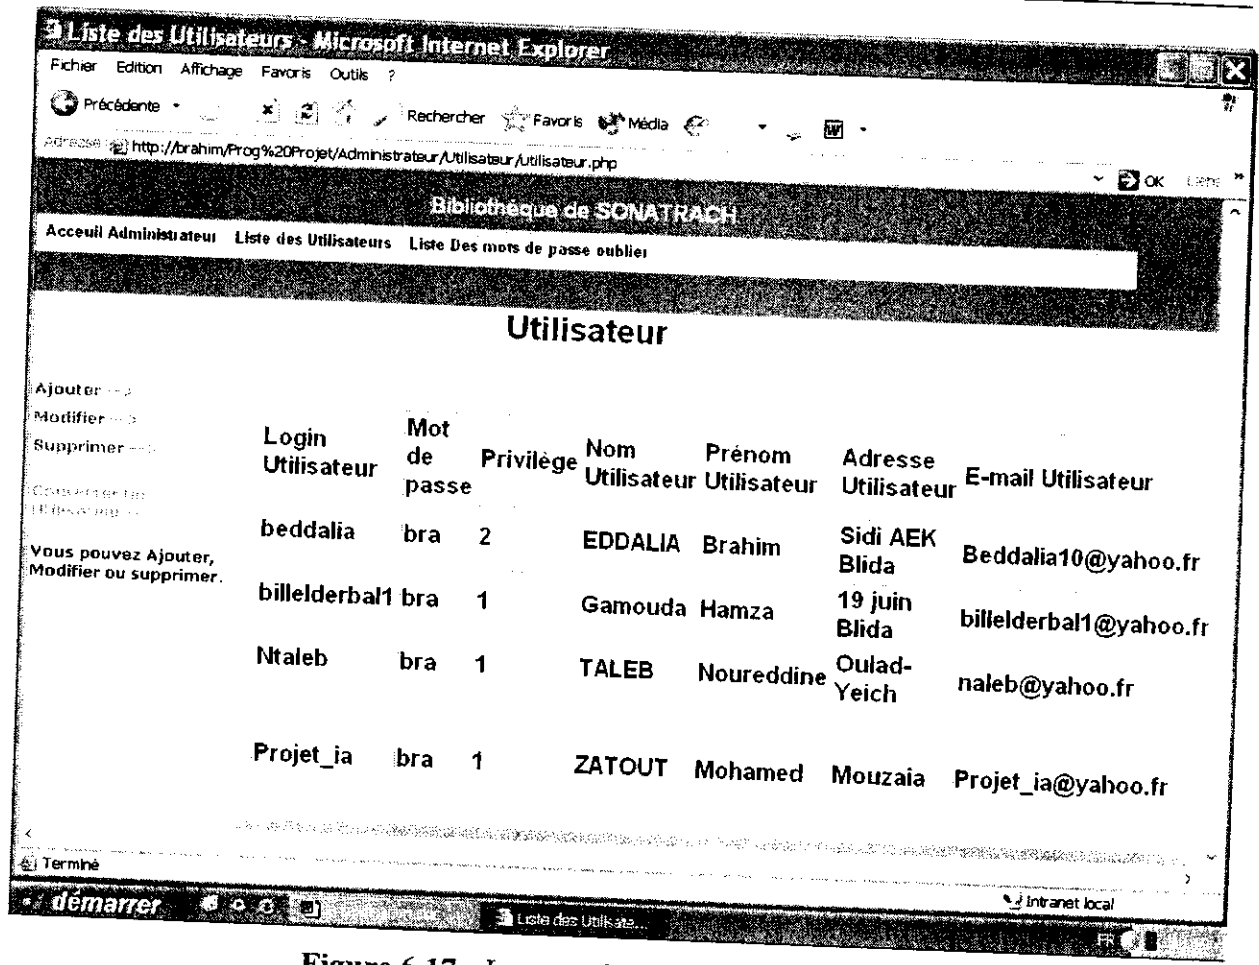 Liste des Utilisateurs - Microsoft Internet Explorer
Fichier Edition Affichage Favoris Outils ?
Précédente Rechercher Favoris Média
Adresse http://brahim/Prog%20Projet/Administrateur/Utilisateur/utilisateur.php OK Liens »
Bibliothéque de SONATRACH
Acceuil Administrateur Liste des Utilisateurs Liste Des mots de passe oublier
Utilisateur
Ajouter -->
Modifier -->
Supprimer -->
Vous pouvez Ajouter,
Modifier ou supprimer.
Login Utilisateur Mot de passe Privilège Nom Utilisateur Prénom Utilisateur Adresse Utilisateur E-mail Utilisateur
beddalia bra 2 EDDALIA Brahim Sidi AEK Blida Beddalia10@yahoo.fr
billelderbal1 bra 1 Gamouda Hamza 19 juin Blida billelderbal1@yahoo.fr
Ntaleb bra 1 TALEB Noureddine Oulad-Yeich naleb@yahoo.fr
Projet_ia bra 1 ZATOUT Mohamed Mouzaia Projet_ia@yahoo.fr
Terminé
Intranet local
démarrer Liste des Utilisate... FR
Figure 6.17